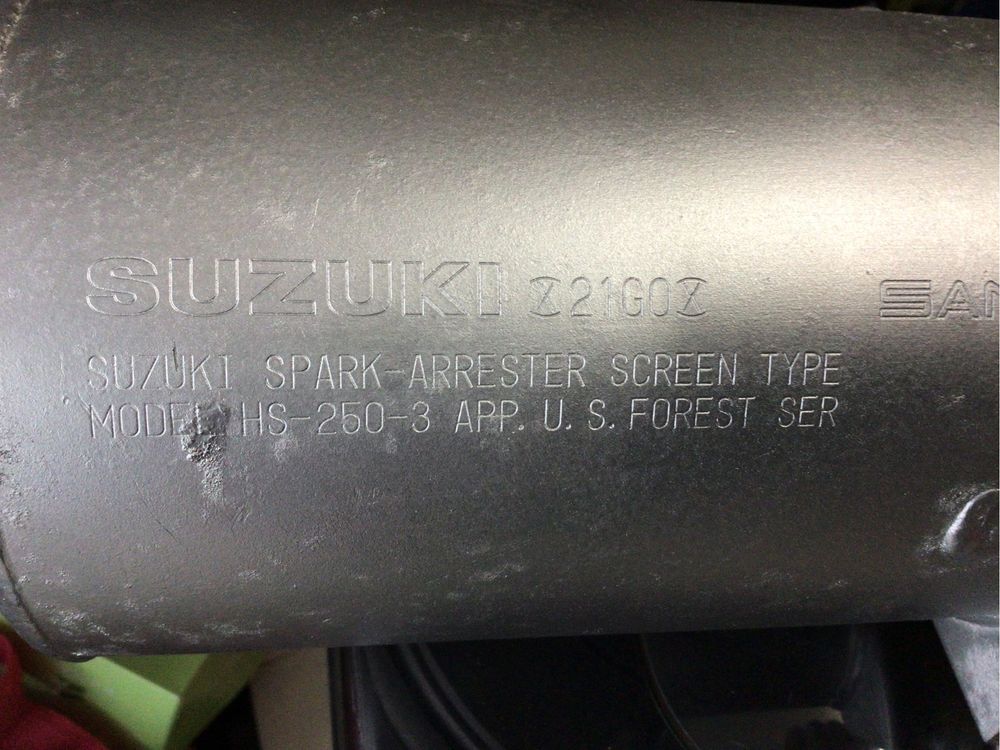 SUZUKI 21G0
SUZUKI SPARK-ARRESTER SCREEN TYPE
MODEL HS-250-3 APP. U. S. FOREST SER